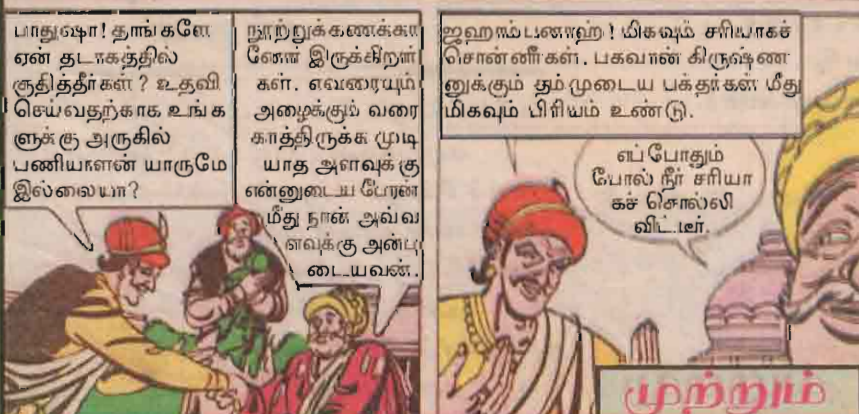 பாதுஷா! தாங்களே
ஏன் தடாகத்தில்
குதித்தீர்கள்? உதவி
செய்வதற்காக உங்க
ளுக்கு அருகில்
பணியாளன் யாருமே
இல்லையா?
நூற்றுக்கணக்கா
னோர் இருக்கிறார்
கள். எவரையும்
அழைக்கும் வரை
காத்திருக்க முடி
யாத அளவுக்கு
என்னுடைய பேரன்
மீது நான் அவ்வ
ளவுக்கு அன்பு
டையவன்.
ஜஹாம்பனாஹ்! மிகவும் சரியாகச்
சொன்னீர்கள். பகவான் கிருஷ்ண
னுக்கும் தம்முடைய பக்தர்கள் மீது
மிகவும் பிரியம் உண்டு.
எப்போதும்
போல் நீர் சரியா
கச் சொல்லி
விட்டீர்.
முற்றும்